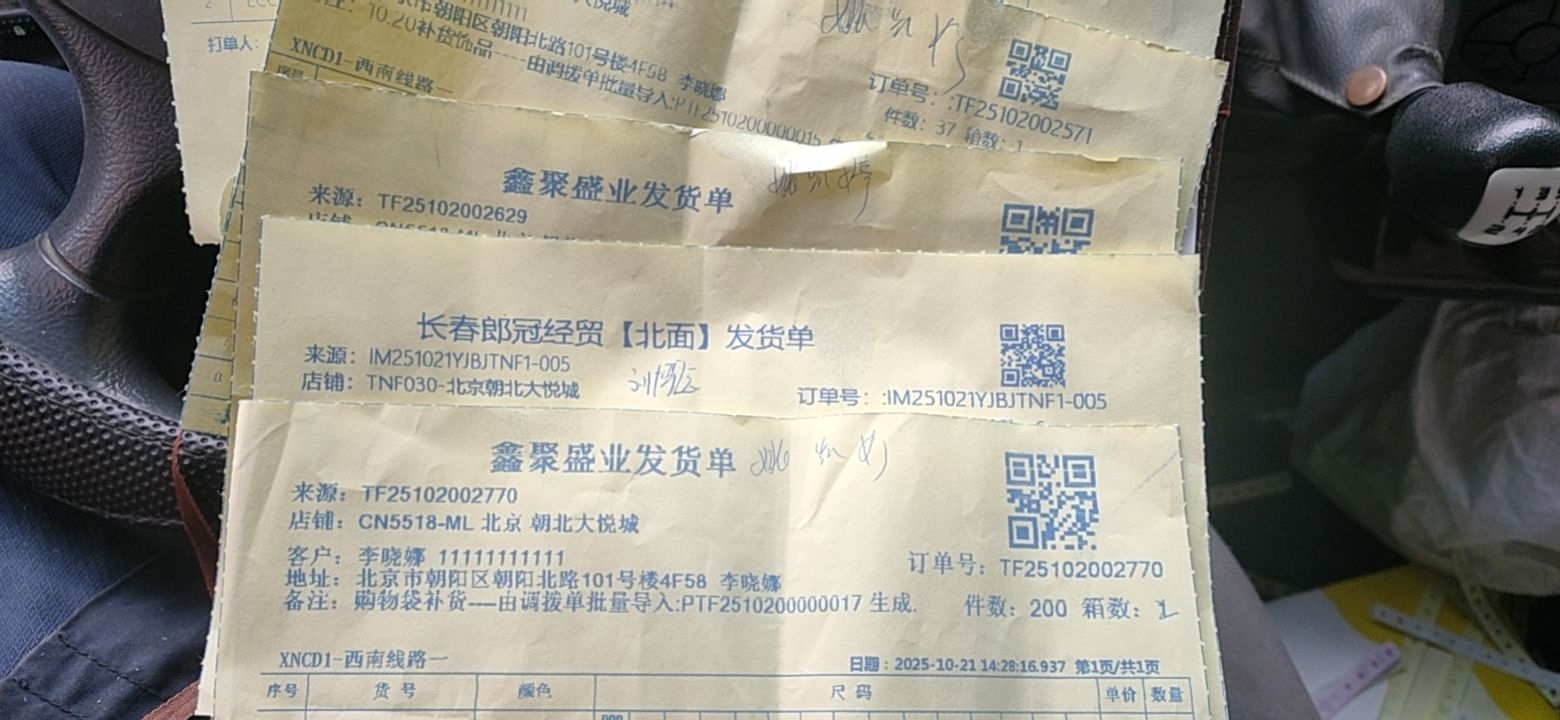 打单人:
市朝阳区朝阳北路101号楼4F58 李晓娜
10.20补货饰品----由调拨单批量导入:PTF2510200000015
XNCD1-西南线路一
序号
订单号: :TF25102002571
件数: 37 箱数: 1
鑫聚盛业发货单
来源: TF25102002629
店铺 CN5518-ML 北京
长春郎冠经贸【北面】发货单
来源: IM251021YJBJTNF1-005
店铺: TNF030-北京朝北大悦城
订单号: :IM251021YJBJTNF1-005
鑫聚盛业发货单
来源: TF25102002770
店铺: CN5518-ML 北京 朝北大悦城
客户: 李晓娜 11111111111
订单号: TF25102002770
地址: 北京市朝阳区朝阳北路101号楼4F58 李晓娜
备注: 购物袋补货----由调拨单批量导入:PTF2510200000017 生成.
件数: 200 箱数: 1
XNCD1-西南线路一
日期: 2025-10-21 14:28:16.937 第1页/共1页
序号 货号 颜色 尺码 单价 数量